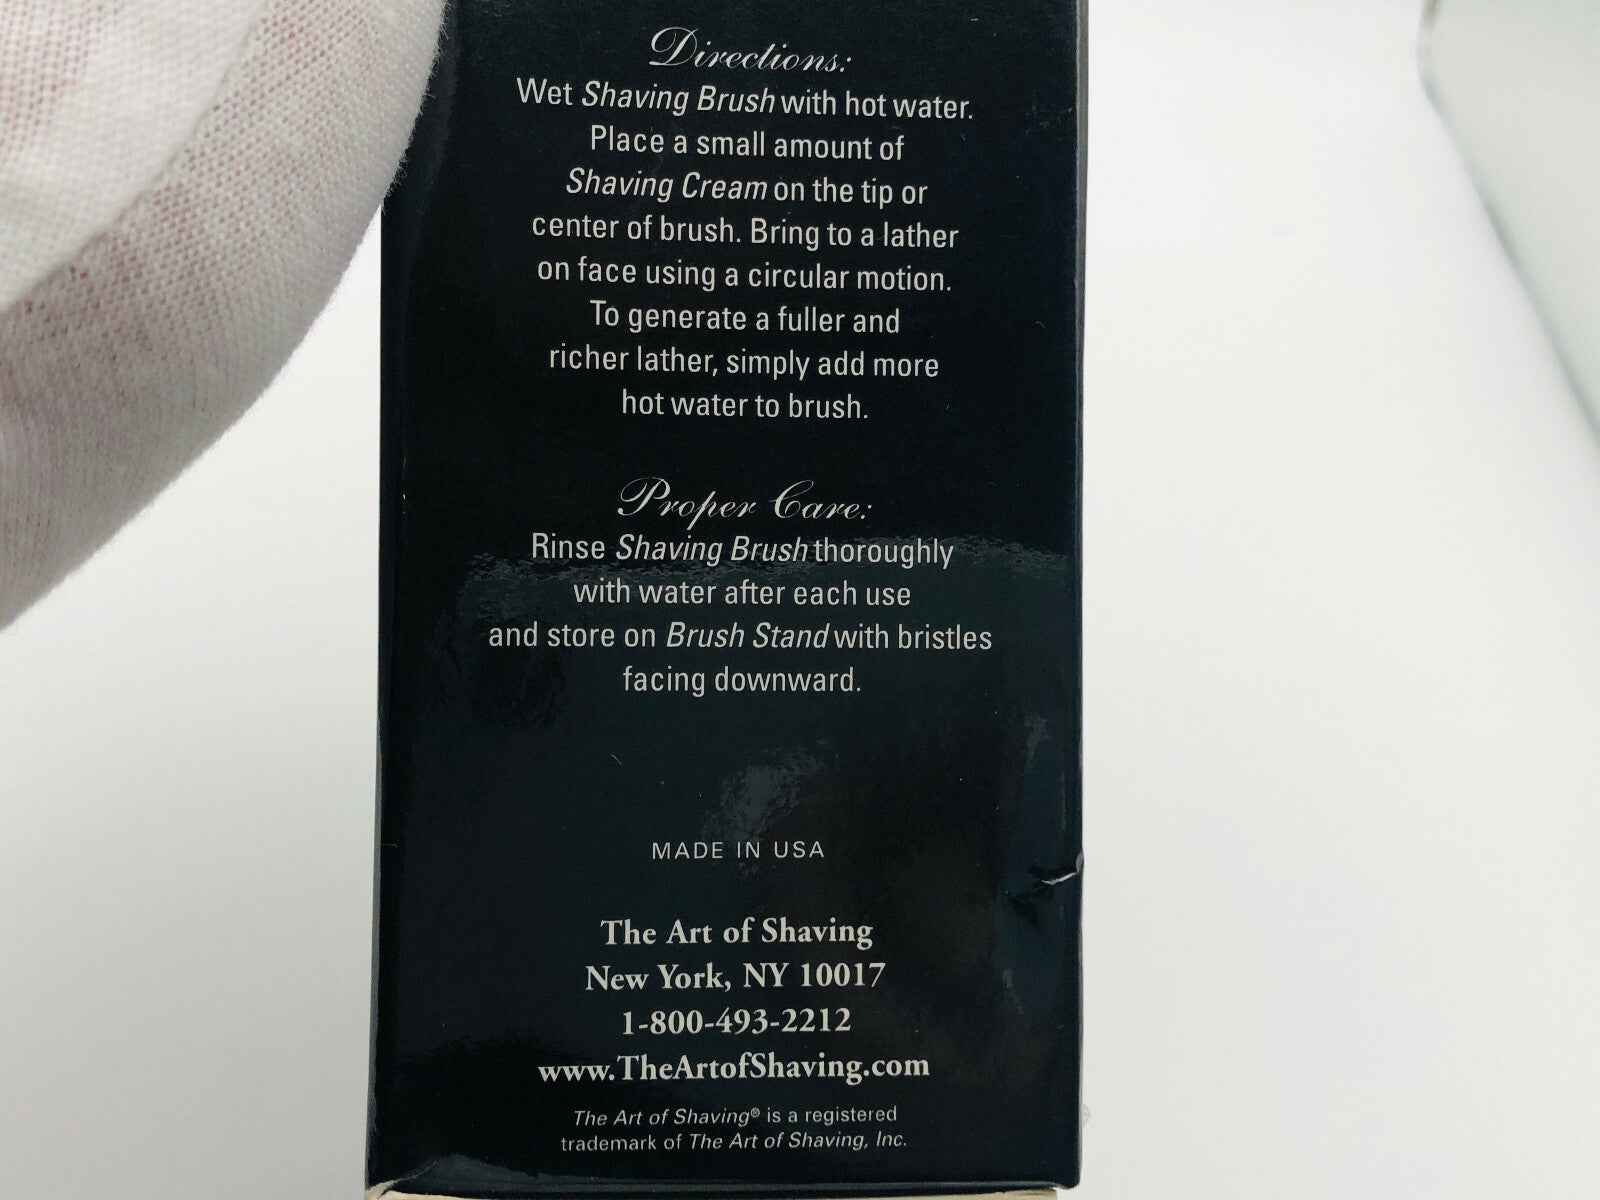 Directions:
Wet Shaving Brush with hot water.
Place a small amount of
Shaving Cream on the tip or
center of brush. Bring to a lather
on face using a circular motion.
To generate a fuller and
richer lather, simply add more
hot water to brush.
Proper Care:
Rinse Shaving Brush thoroughly
with water after each use
and store on Brush Stand with bristles
facing downward.
MADE IN USA
The Art of Shaving
New York, NY 10017
1-800-493-2212
www.TheArtofShaving.com
The Art of Shaving® is a registered
trademark of The Art of Shaving, Inc.